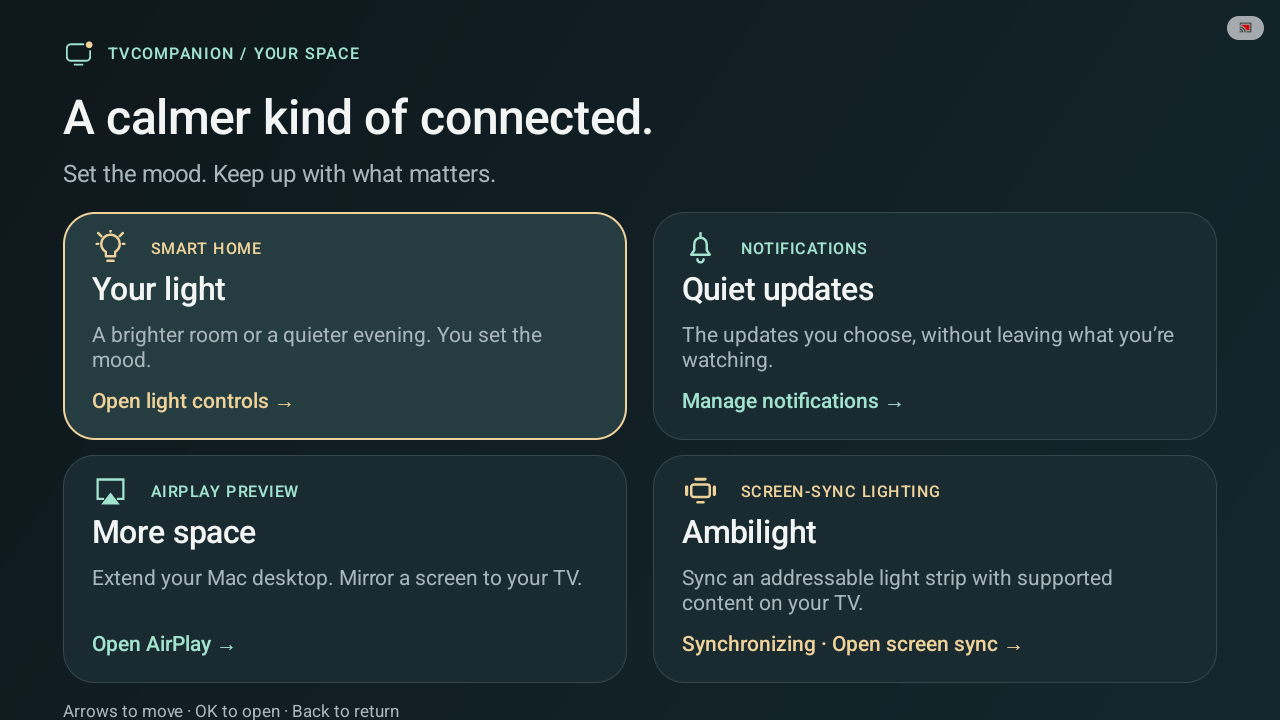 TVCOMPANION / YOUR SPACE
A calmer kind of connected.
Set the mood. Keep up with what matters.
SMART HOME
Your light
A brighter room or a quieter evening. You set the
mood.
Open light controls →
NOTIFICATIONS
Quiet updates
The updates you choose, without leaving what you’re
watching.
Manage notifications →
AIRPLAY PREVIEW
More space
Extend your Mac desktop. Mirror a screen to your TV.
Open AirPlay →
SCREEN-SYNC LIGHTING
Ambilight
Sync an addressable light strip with supported
content on your TV.
Synchronizing · Open screen sync →
Arrows to move · OK to open · Back to return